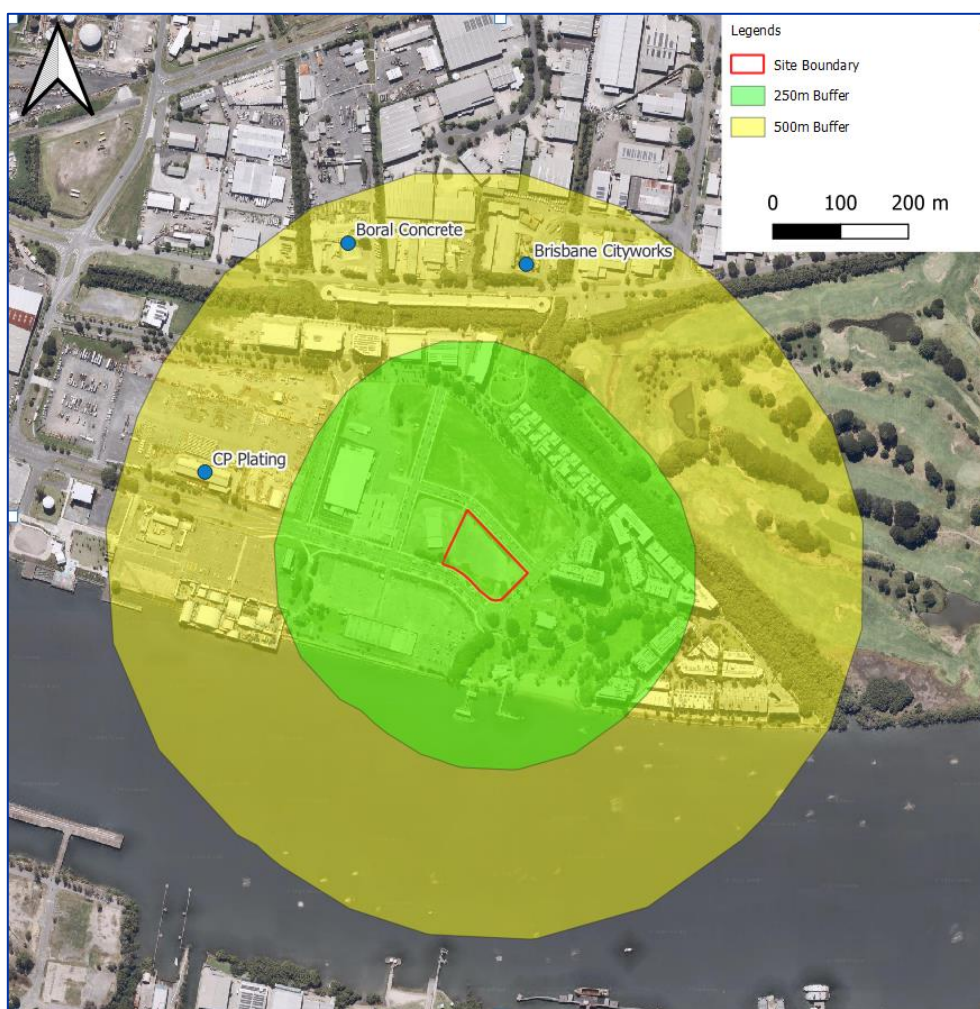 Legends
Site Boundary
250m Buffer
500m Buffer
0 100 200 m
Boral Concrete
Brisbane Cityworks
CP Plating